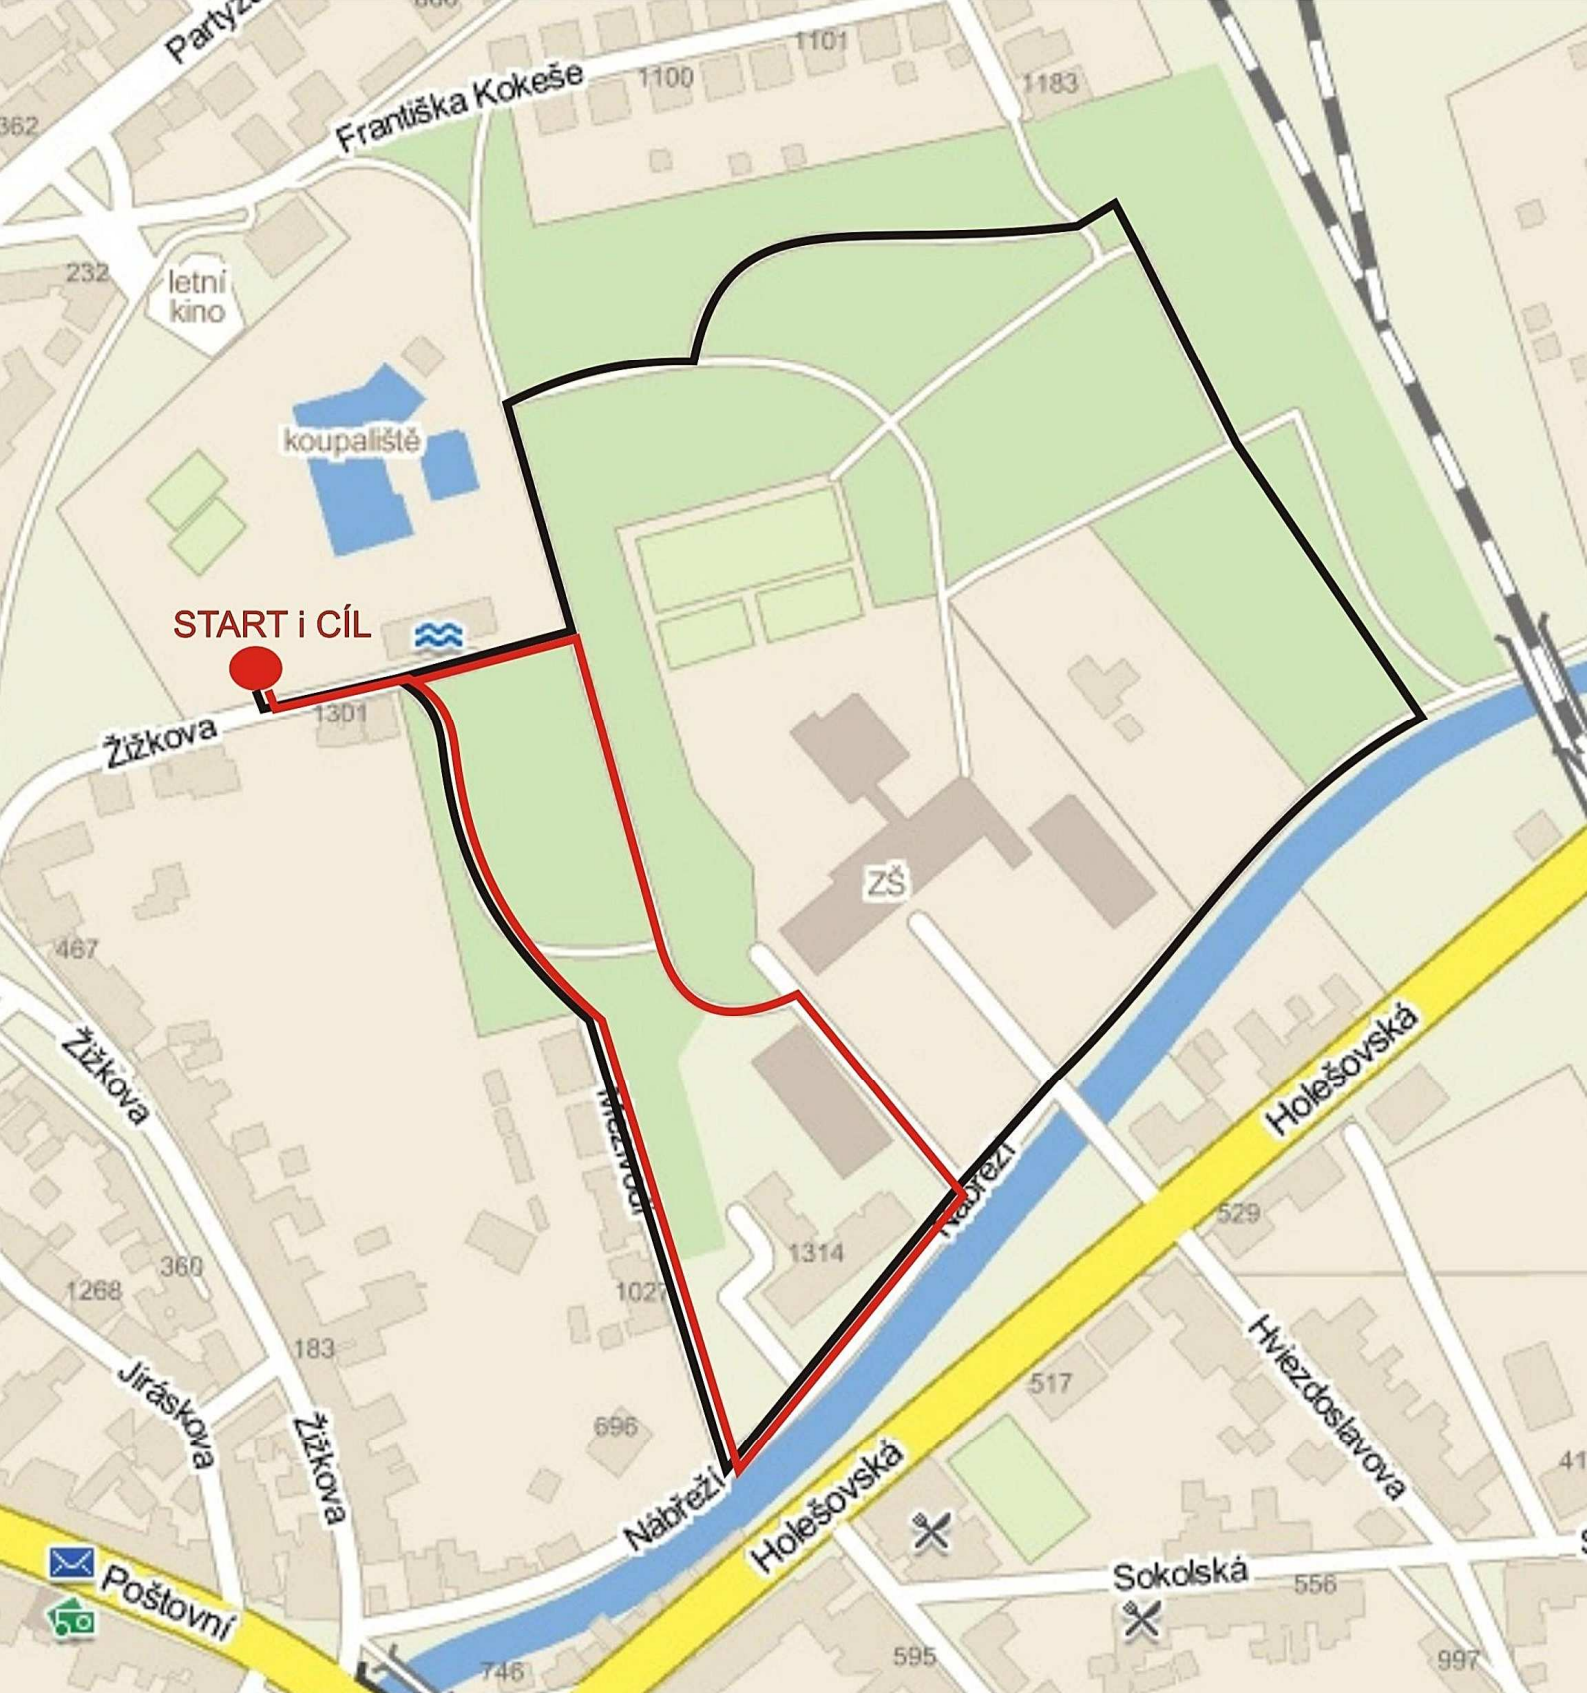 660
Františka Kokeše
1100
1101
1183
362
232
letní
kino
koupaliště
START i CÍL
1301
Žižkova
ZŠ
467
Žižkova
Mezivodí
Nábřeží
Holešovská
529
1314
1027
360
1268
183
Jiráskova
Žižkova
696
517
Hviezdoslavova
Nábřeží
Holešovská
Poštovní
Sokolská
556
746
595
997